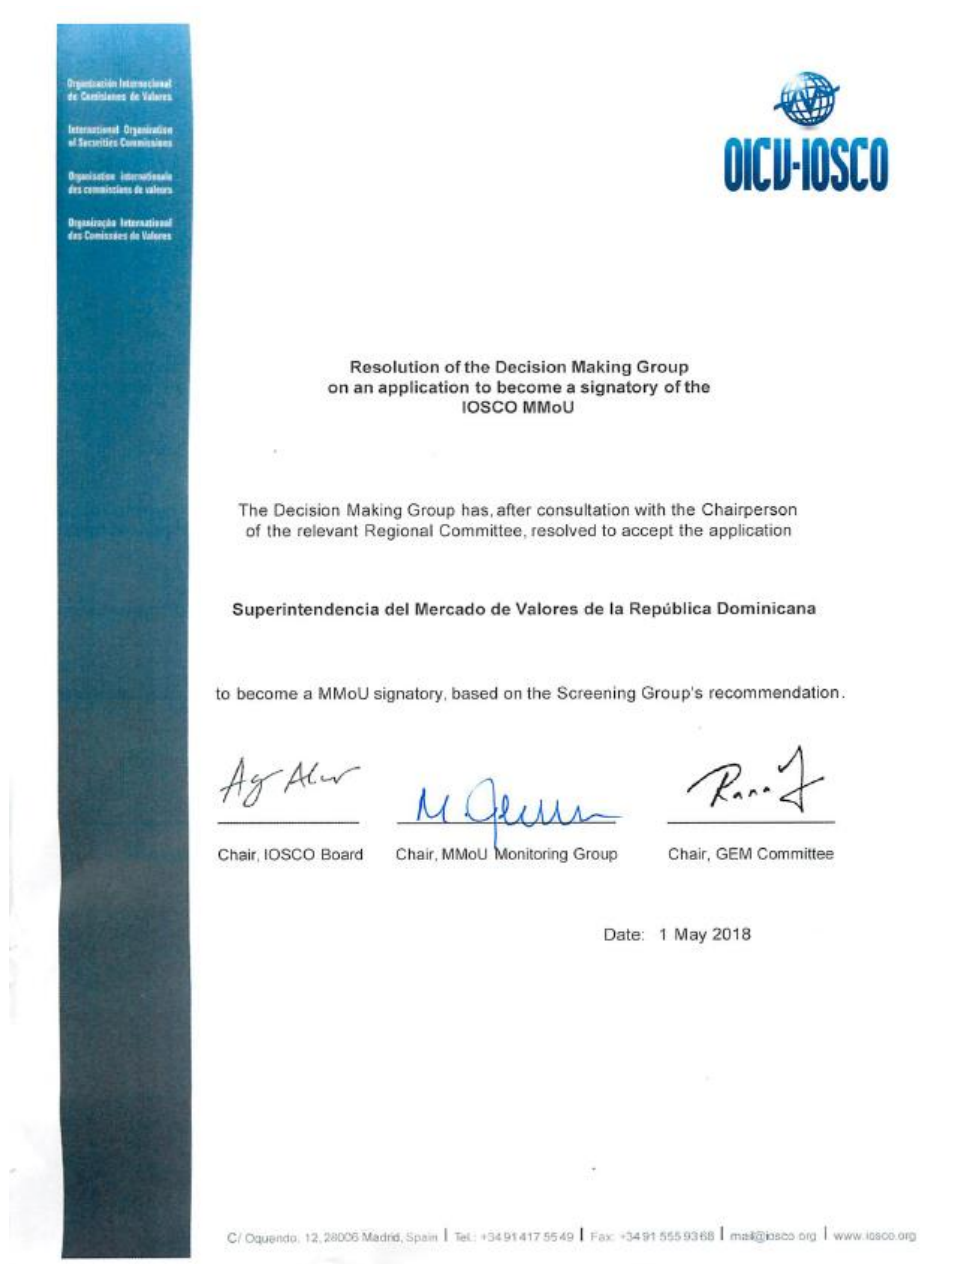 Organización Internacional
de Comisiones de Valores
International Organization
of Securities Commissions
Organisation internationale
des commissions de valeurs
Organização International
das Comissões de Valores
OICU-IOSCO
Resolution of the Decision Making Group
on an application to become a signatory of the
IOSCO MMoU
The Decision Making Group has, after consultation with the Chairperson
of the relevant Regional Committee, resolved to accept the application
Superintendencia del Mercado de Valores de la República Dominicana
to become a MMoU signatory, based on the Screening Group's recommendation.
Chair, IOSCO Board
Chair, MMoU Monitoring Group
Chair, GEM Committee
Date: 1 May 2018
C/ Oquendo, 12, 28006 Madrid, Spain | Tel.: +34 91 417 55 49 | Fax: +34 91 555 93 68 | mail@iosco.org | www.iosco.org